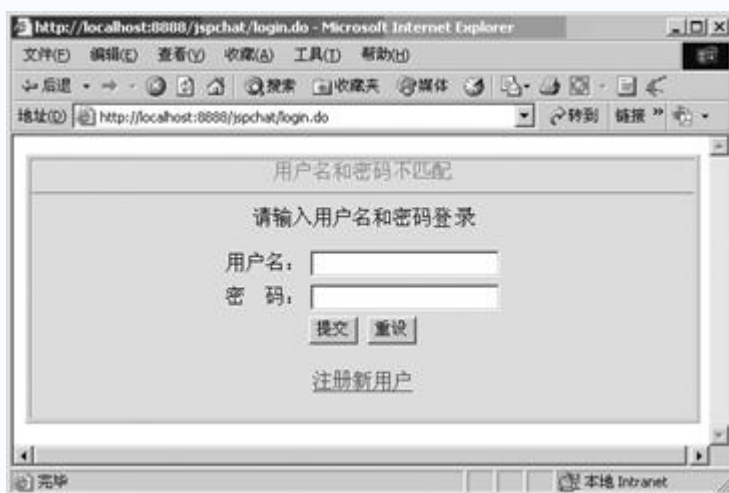 http://localhost:8888/jspchat/login.do - Microsoft Internet Explorer
文件(F) 编辑(E) 查看(V) 收藏(A) 工具(T) 帮助(H)
后退 搜索 收藏夹 媒体
地址(D) http://localhost:8888/jspchat/login.do 转到 链接 »
用户名和密码不匹配
请输入用户名和密码登录
用户名：
密 码：
提交 重设
注册新用户
完毕 本地 Intranet